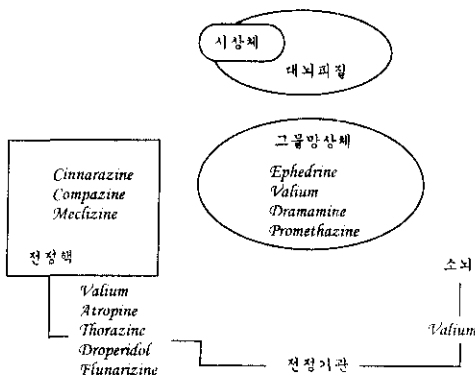 시상체
대뇌피질
그물망상체
Ephedrine
Valium
Dramamine
Promethazine
Cinnarazine
Compazine
Meclizine
전정핵
Valium
Atropine
Thorazine
Droperidol
Flunarizine
소뇌
Valium
전정기관